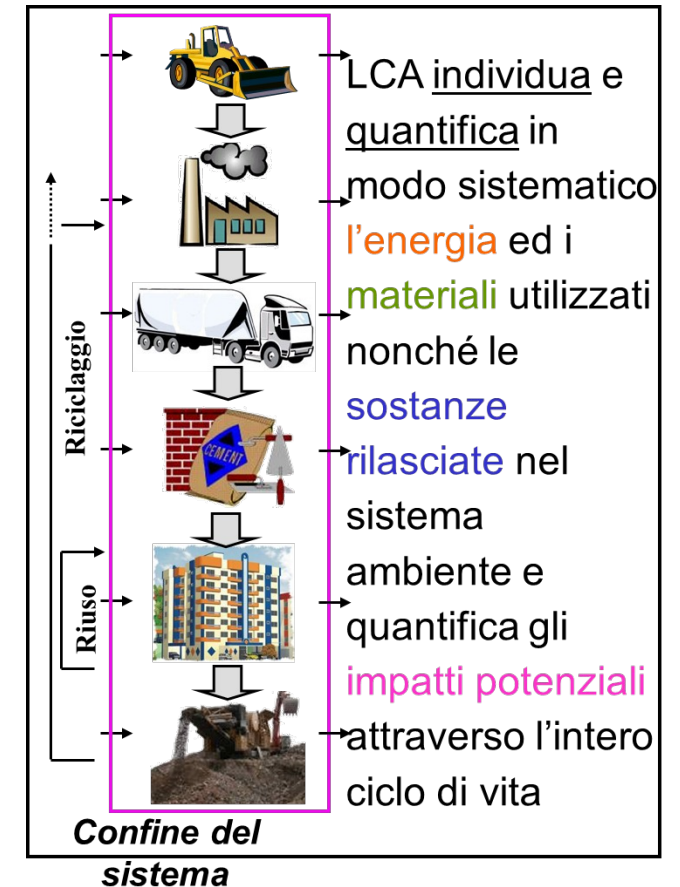 LCA individua e
quantifica in
modo sistematico
l’energia ed i
materiali utilizzati
nonché le
sostanze
rilasciate nel
sistema
ambiente e
quantifica gli
impatti potenziali
attraverso l’intero
ciclo di vita
Riciclaggio
Riuso
CEMENT
Confine del
sistema